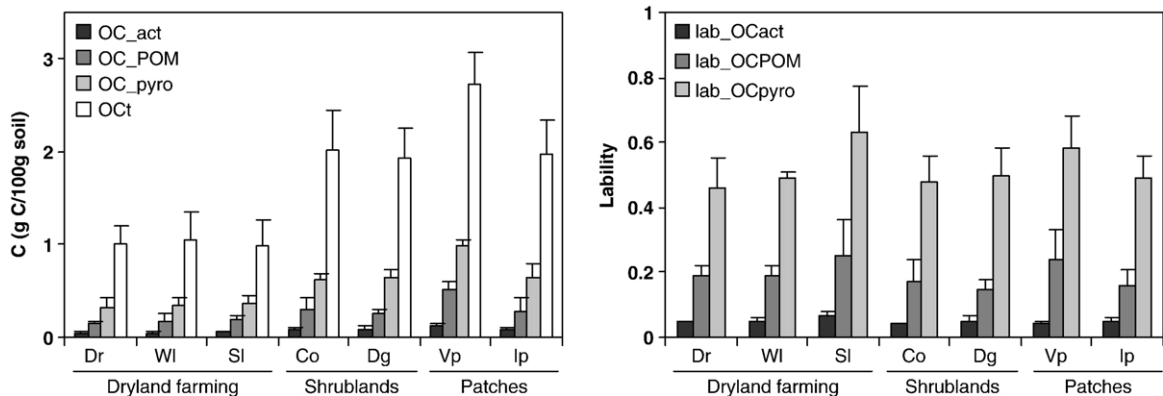 OC_act
OC_POM
OC_pyro
OCt
C (g C/100g soil)
3
2
1
0
Dr Wl Sl Co Dg Vp Ip
Dryland farming Shrublands Patches
lab_OCact
lab_OCPOM
lab_OCpyro
Lability
1
0.8
0.6
0.4
0.2
0
Dr Wl Sl Co Dg Vp Ip
Dryland farming Shrublands Patches